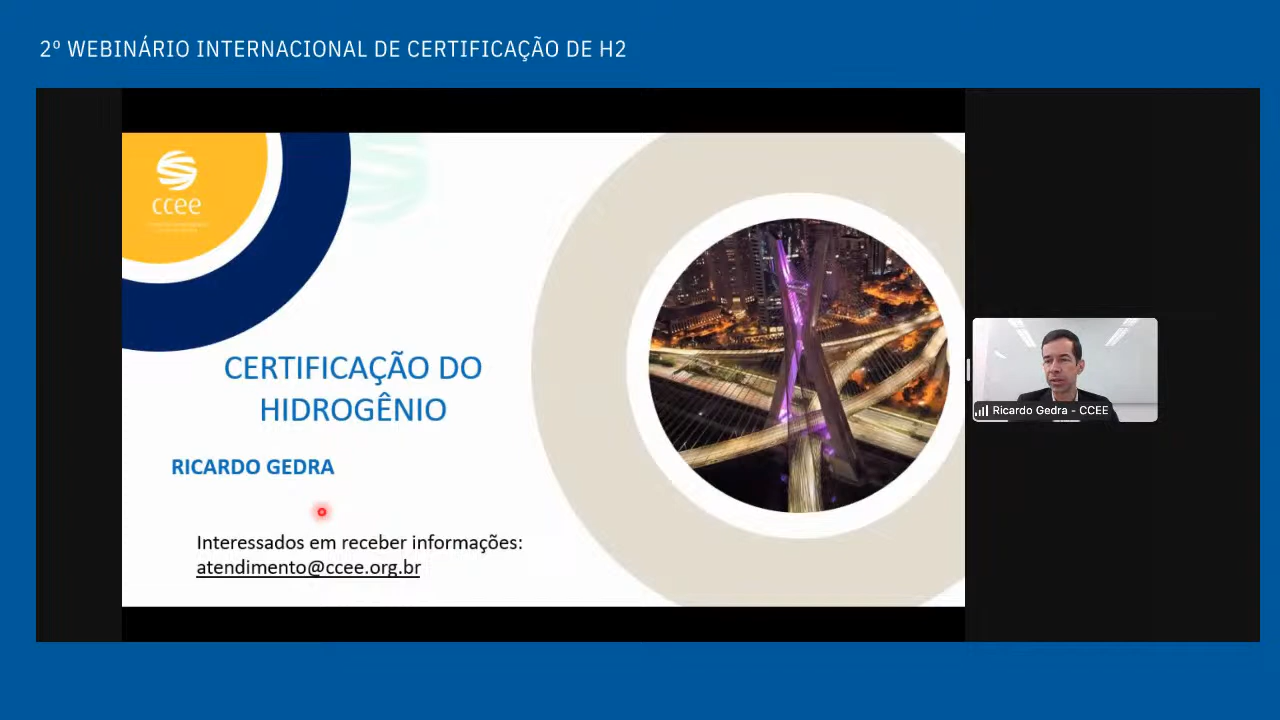 2º WEBINÁRIO INTERNACIONAL DE CERTIFICAÇÃO DE H2
ccee
CERTIFICAÇÃO DO
HIDROGÊNIO
RICARDO GEDRA
Interessados em receber informações:
atendimento@ccee.org.br
Ricardo Gedra - CCEE